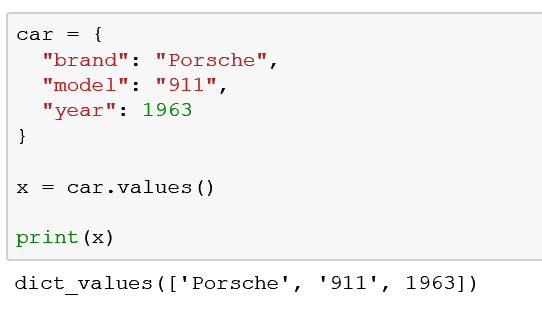 car = {
  "brand": "Porsche",
  "model": "911",
  "year": 1963
}
x = car.values()
print(x)
dict_values(['Porsche', '911', 1963])